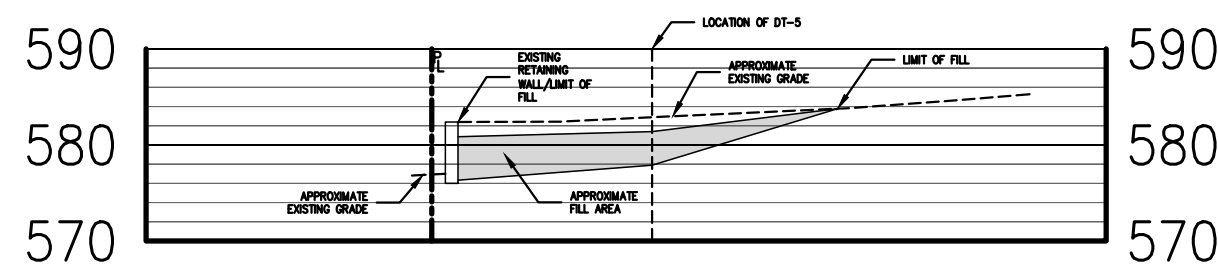 LOCATION OF DT-5
590
590
PL
EXISTING
RETAINING
WALL/LIMIT OF
FILL
APPROXIMATE
EXISTING GRADE
LIMIT OF FILL
580
580
APPROXIMATE
EXISTING GRADE
APPROXIMATE
FILL AREA
570
570